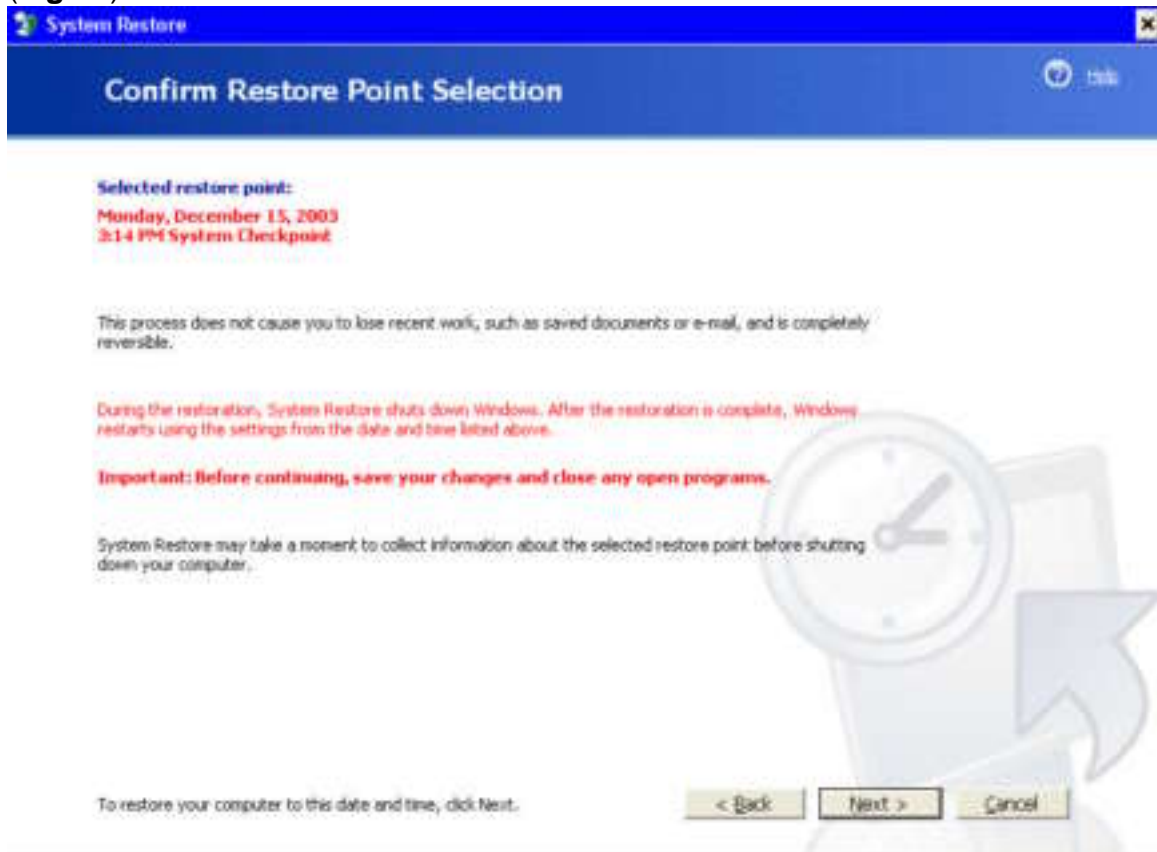 System Restore
Confirm Restore Point Selection
Help
Selected restore point:
Monday, December 15, 2003
3:14 PM System Checkpoint
This process does not cause you to lose recent work, such as saved documents or e-mail, and is completely
reversible.
During the restoration, System Restore shuts down Windows. After the restoration is complete, Windows
restarts using the settings from the date and time listed above.
Important: Before continuing, save your changes and close any open programs.
System Restore may take a moment to collect information about the selected restore point before shutting
down your computer.
To restore your computer to this date and time, click Next.
< Back
Next >
Cancel